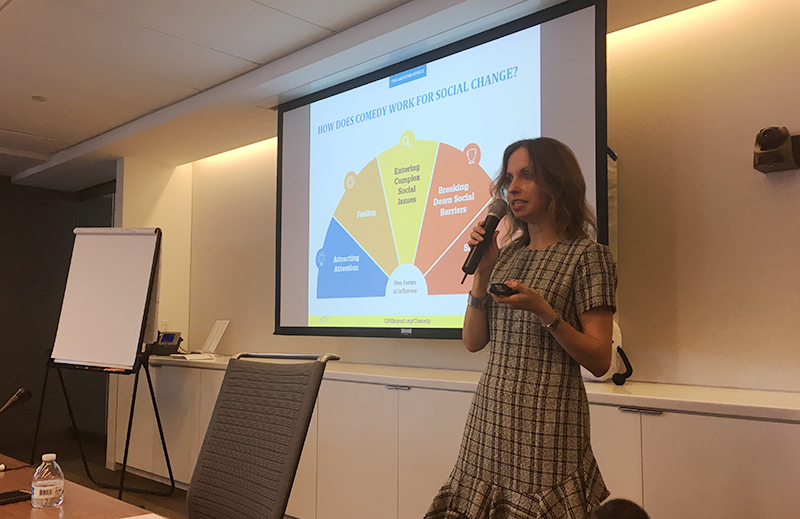 HOW DOES COMEDY WORK FOR SOCIAL CHANGE?
Attracting
Attention
Feeling
Entering
Complex
Social
Issues
Breaking
Down Social
Barriers
Five Forms
of Influence
CMSImpact.org/Comedy